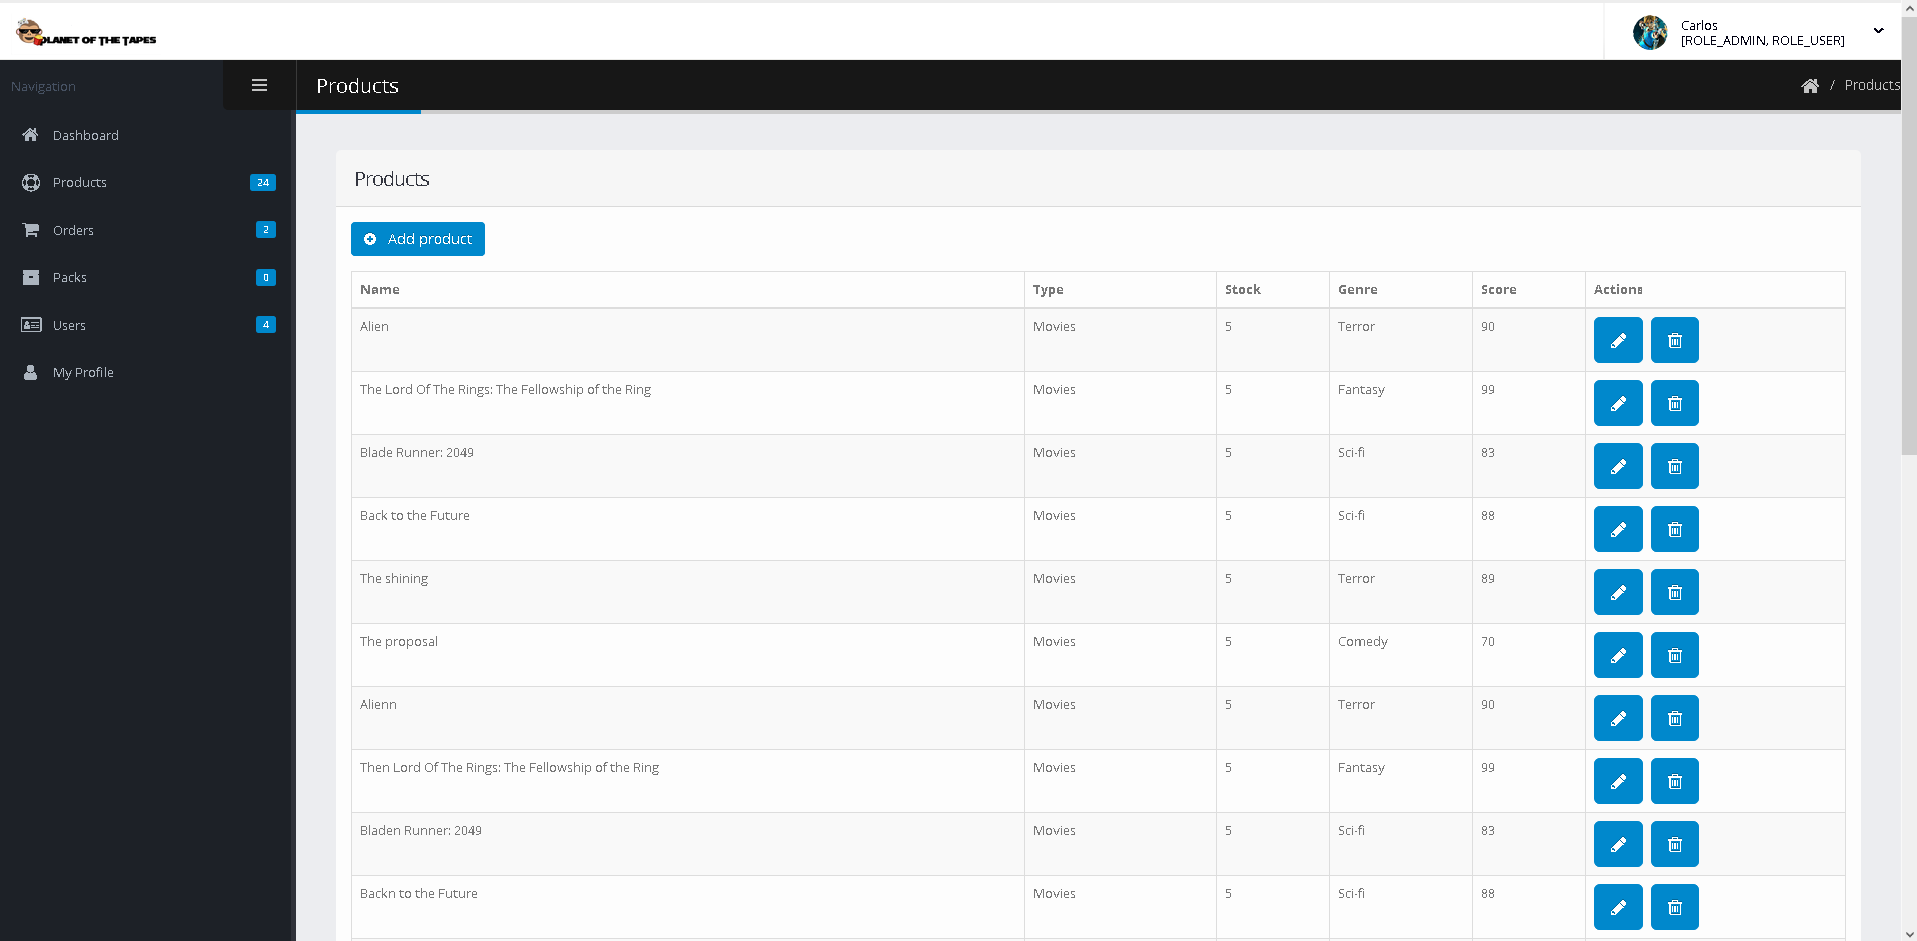 PLANET OF THE TAPES
Carlos
[ROLE_ADMIN, ROLE_USER]
Navigation
Products
/ Products
Dashboard
Products 24
Orders 2
Packs 0
Users 4
My Profile
Products
Add product
Name Type Stock Genre Score Actions
Alien Movies 5 Terror 90
The Lord Of The Rings: The Fellowship of the Ring Movies 5 Fantasy 99
Blade Runner: 2049 Movies 5 Sci-fi 83
Back to the Future Movies 5 Sci-fi 88
The shining Movies 5 Terror 89
The proposal Movies 5 Comedy 70
Alienn Movies 5 Terror 90
Then Lord Of The Rings: The Fellowship of the Ring Movies 5 Fantasy 99
Bladen Runner: 2049 Movies 5 Sci-fi 83
Backn to the Future Movies 5 Sci-fi 88